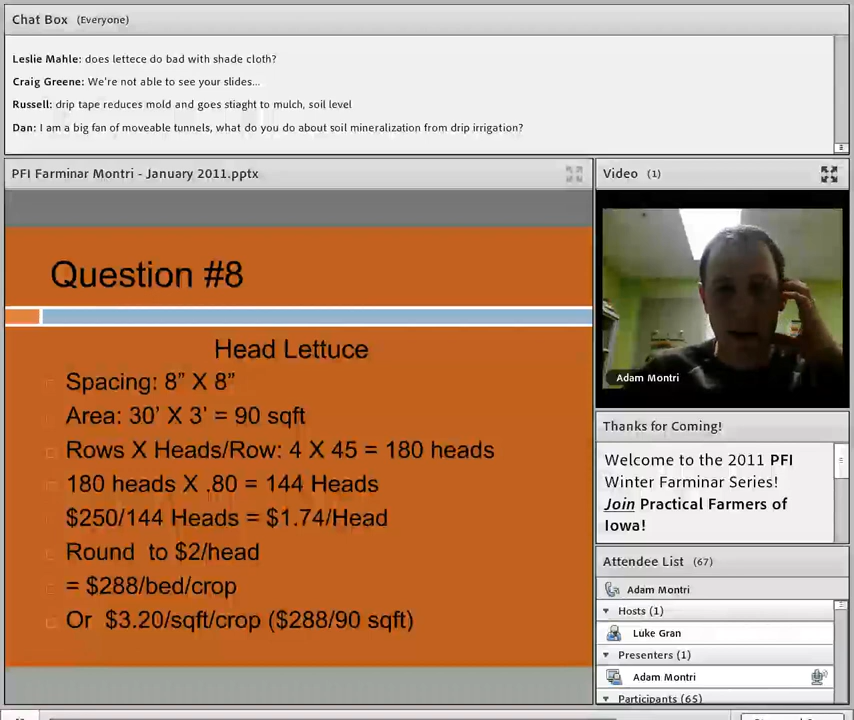 Chat Box (Everyone)
Leslie Mahle: does lettece do bad with shade cloth?
Craig Greene: We're not able to see your slides...
Russell: drip tape reduces mold and goes stiaght to mulch, soil level
Dan: I am a big fan of moveable tunnels, what do you do about soil mineralization from drip irrigation?
PFI Farminar Montri - January 2011.pptx
Question #8
Head Lettuce
Spacing: 8” X 8”
Area: 30’ X 3’ = 90 sqft
Rows X Heads/Row: 4 X 45 = 180 heads
180 heads X .80 = 144 Heads
$250/144 Heads = $1.74/Head
Round to $2/head
= $288/bed/crop
Or $3.20/sqft/crop ($288/90 sqft)
Video (1)
Adam Montri
Thanks for Coming!
Welcome to the 2011 PFI
Winter Farminar Series!
Join Practical Farmers of
Iowa!
Attendee List (67)
Adam Montri
Hosts (1)
Luke Gran
Presenters (1)
Adam Montri
Participants (65)